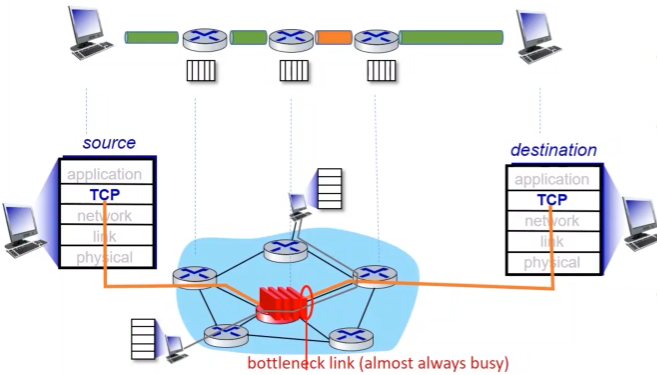 source
application
TCP
network
link
physical
destination
application
TCP
network
link
physical
bottleneck link (almost always busy)